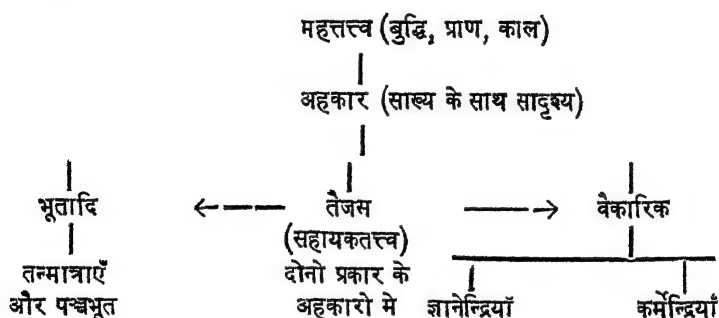 महत्तत्त्व (बुद्धि, प्राण, काल)
अहकार (साख्य के साथ सादृश्य)
भूतादि
तैजस
वैकारिक
(सहायकतत्त्व)
तन्मात्राएँ
दोनो प्रकार के
और पञ्चभूत
अहकारो मे
ज्ञानेन्द्रियाँ
कर्मेन्द्रियाँ